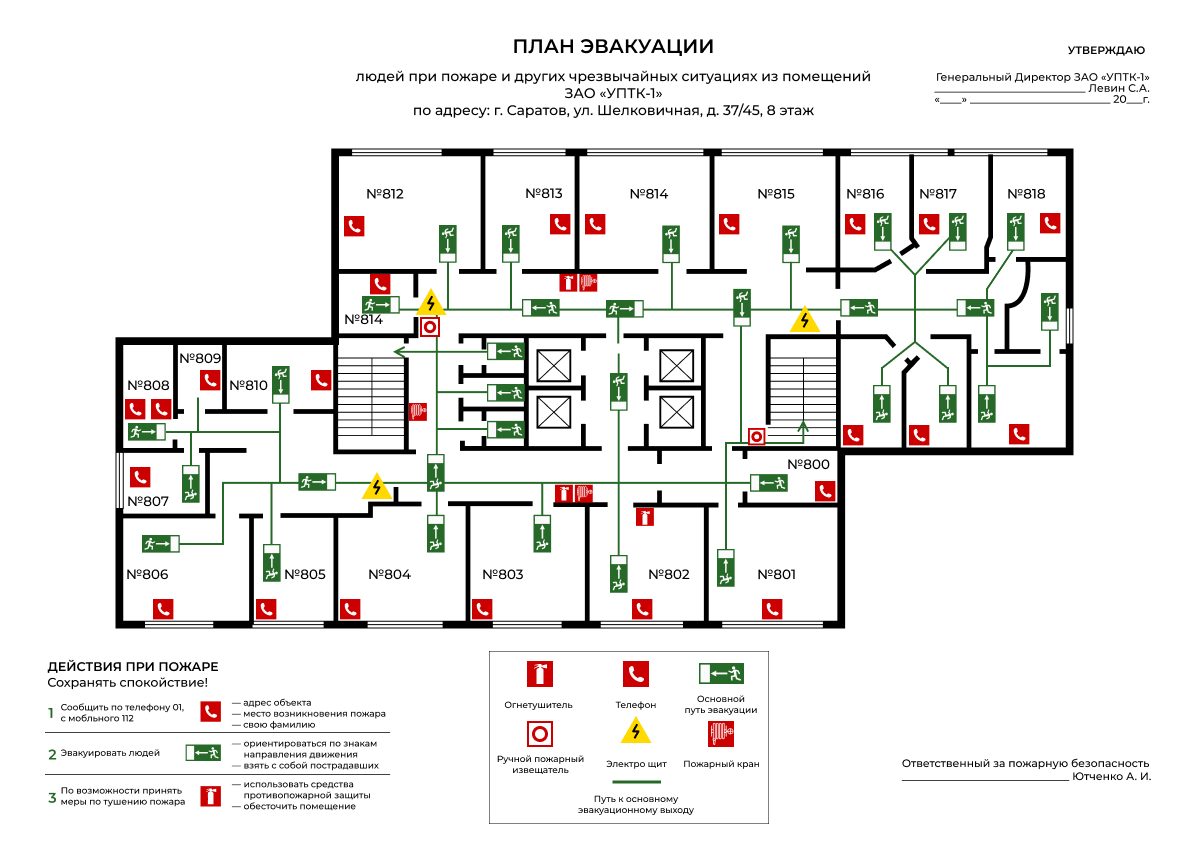 ПЛАН ЭВАКУАЦИИ
людей при пожаре и других чрезвычайных ситуациях из помещений
ЗАО «УПТК-1»
по адресу: г. Саратов, ул. Шелковичная, д. 37/45, 8 этаж
УТВЕРЖДАЮ
Генеральный Директор ЗАО «УПТК-1»
____________________________ Левин С.А.
«____» __________________________ 20___г.
№812
№813
№814
№815
№816
№817
№818
№814
№809
№808
№810
№807
№800
№806
№805
№804
№803
№802
№801
ДЕЙСТВИЯ ПРИ ПОЖАРЕ
Сохранять спокойствие!
1 Сообщить по телефону 01,
с мобльного 112
— адрес объекта
— место возникновения пожара
— свою фамилию
2 Эвакуировать людей
— ориентироваться по знакам
направления движения
— взять с собой пострадавших
3 По возможности принять
меры по тушению пожара
— использовать средства
противопожарной защиты
— обесточить помещение
Огнетушитель
Телефон
Основной
путь эвакуации
Ручной пожарный
извещатель
Электро щит
Пожарный кран
Путь к основному
эвакуационному выходу
Ответственный за пожарную безопасность
_______________________________ Ютченко А. И.